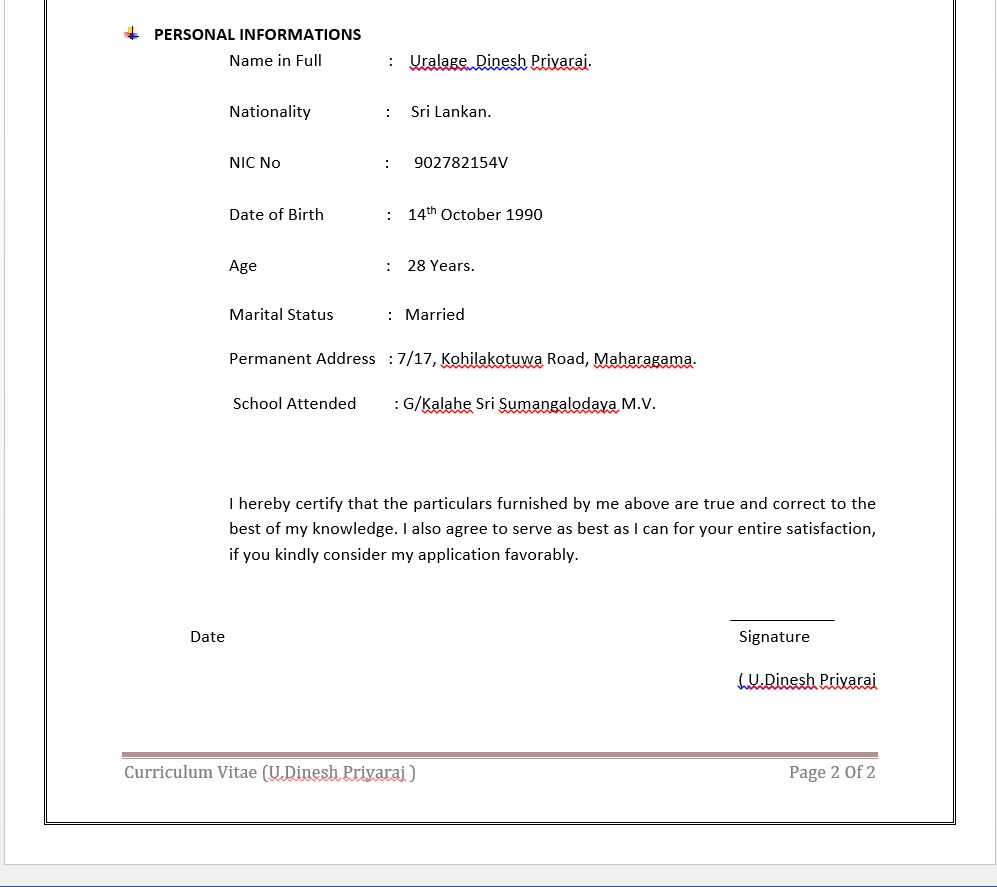 PERSONAL INFORMATIONS
Name in Full : Uralage Dinesh Priyaraj.
Nationality : Sri Lankan.
NIC No : 902782154V
Date of Birth : 14th October 1990
Age : 28 Years.
Marital Status : Married
Permanent Address : 7/17, Kohilakotuwa Road, Maharagama.
School Attended : G/Kalahe Sri Sumangalodaya M.V.
I hereby certify that the particulars furnished by me above are true and correct to the
best of my knowledge. I also agree to serve as best as I can for your entire satisfaction,
if you kindly consider my application favorably.
Date Signature
( U.Dinesh Priyaraj
Curriculum Vitae (U.Dinesh Priyaraj ) Page 2 Of 2